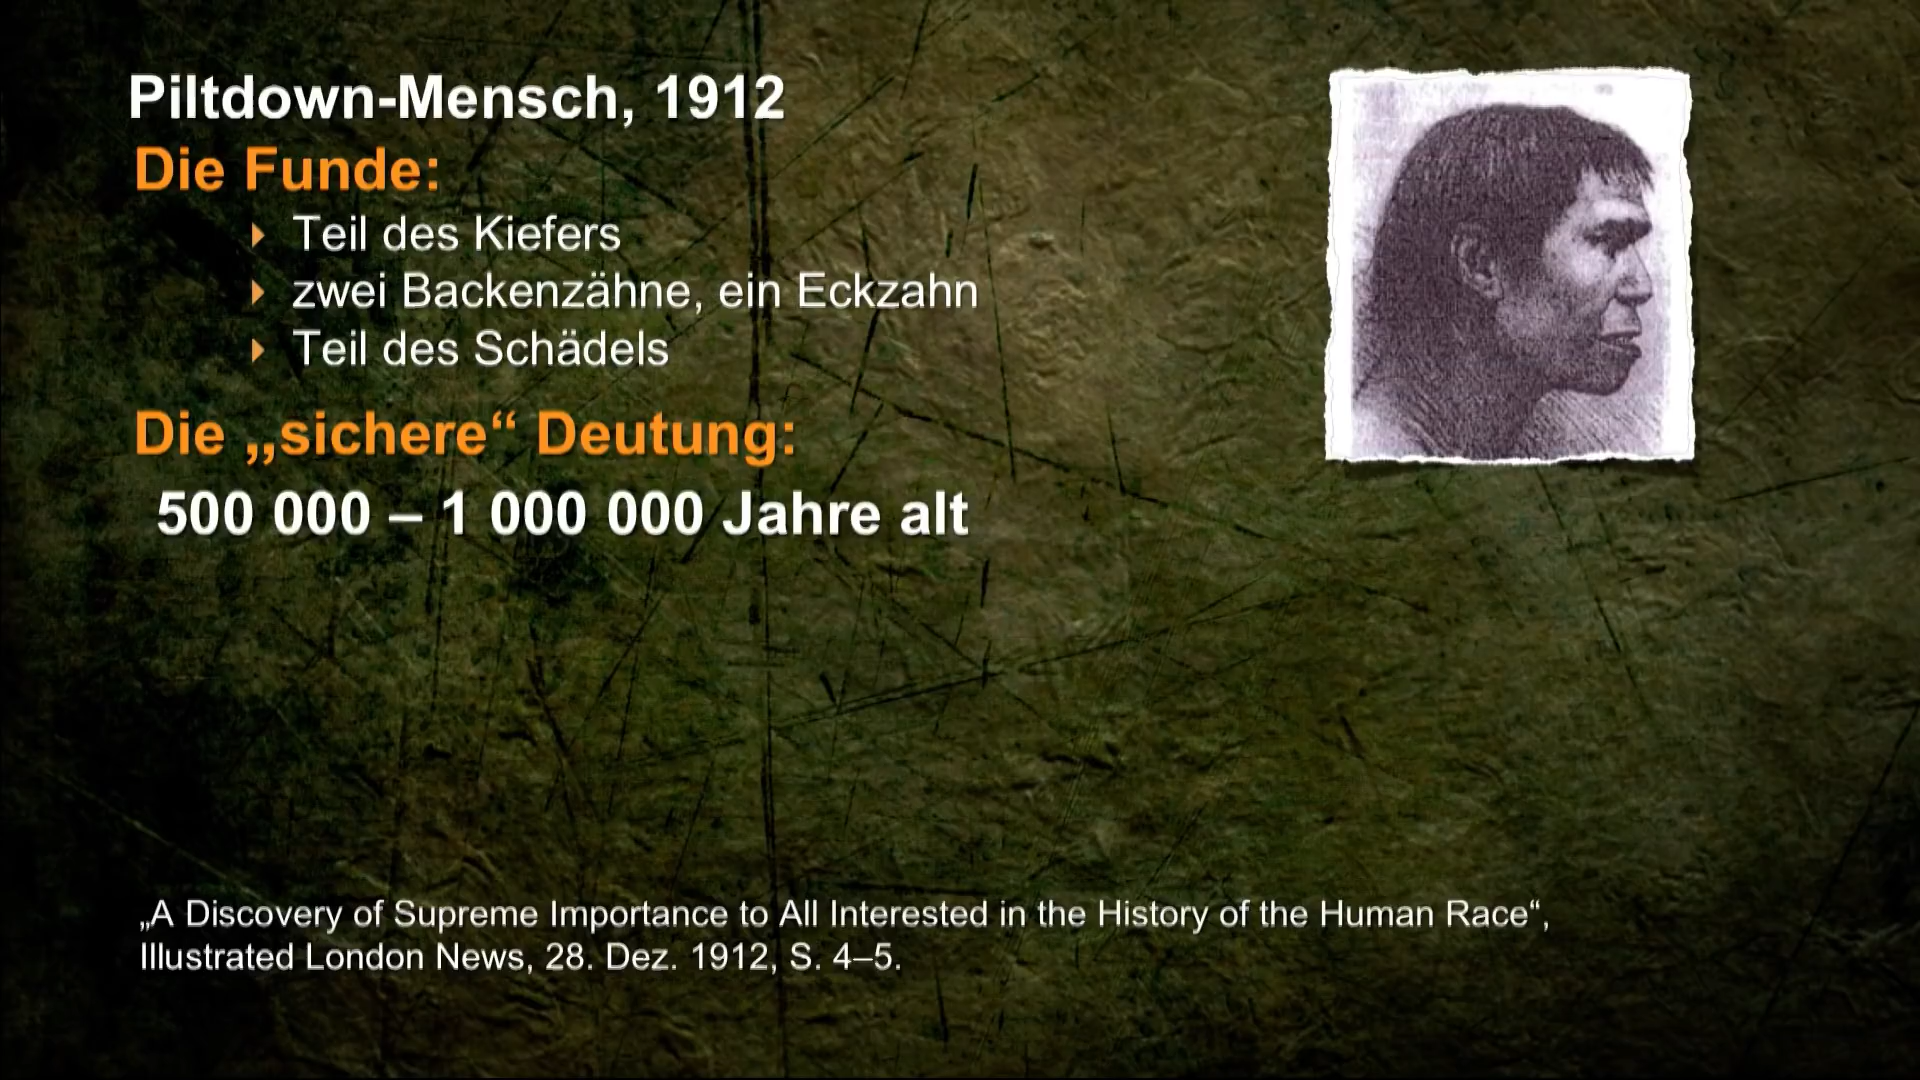 Piltdown-Mensch, 1912
Die Funde:
Teil des Kiefers
zwei Backenzähne, ein Eckzahn
Teil des Schädels
Die „sichere“ Deutung:
500 000 – 1 000 000 Jahre alt
„A Discovery of Supreme Importance to All Interested in the History of the Human Race“,
Illustrated London News, 28. Dez. 1912, S. 4–5.